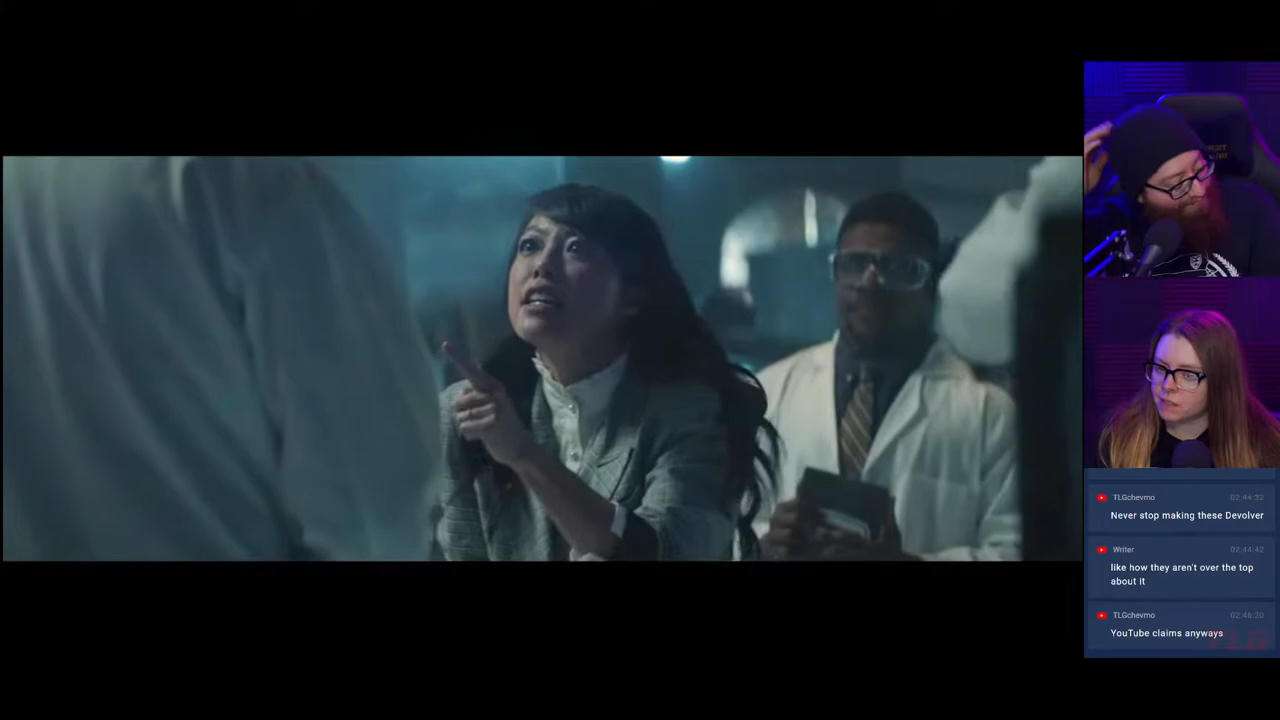 TLGchevmo 02:44:32
Never stop making these Devolver
Writer 02:44:42
like how they aren't over the top
about it
TLGchevmo 02:46:20
YouTube claims anyways
TLG